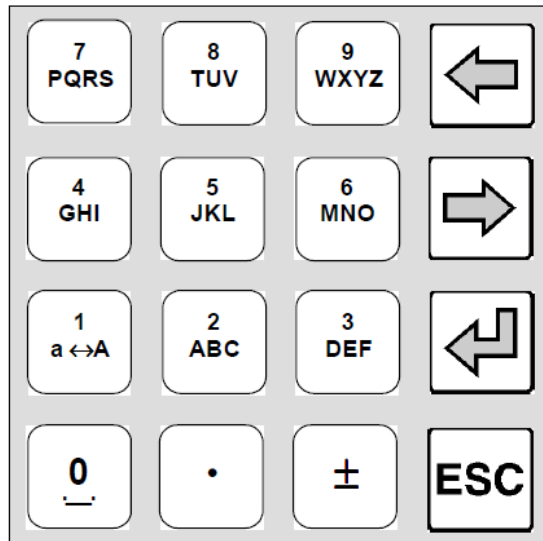 7 8 9
PQRS TUV WXYZ
4 5 6
GHI JKL MNO
1 2 3
a ↔A ABC DEF
0 . ± ESC